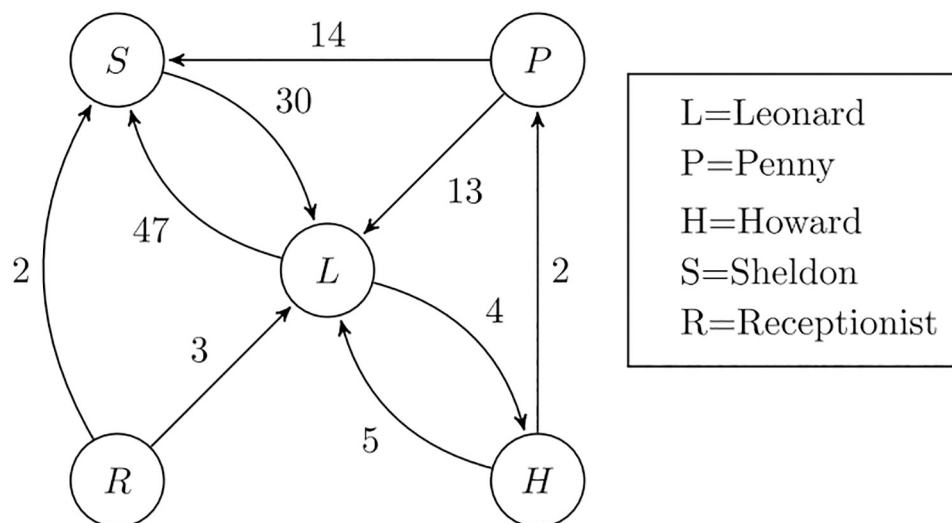 S
14
P
30
13
47
L
2
2
4
3
5
R
H
L=Leonard
P=Penny
H=Howard
S=Sheldon
R=Receptionist